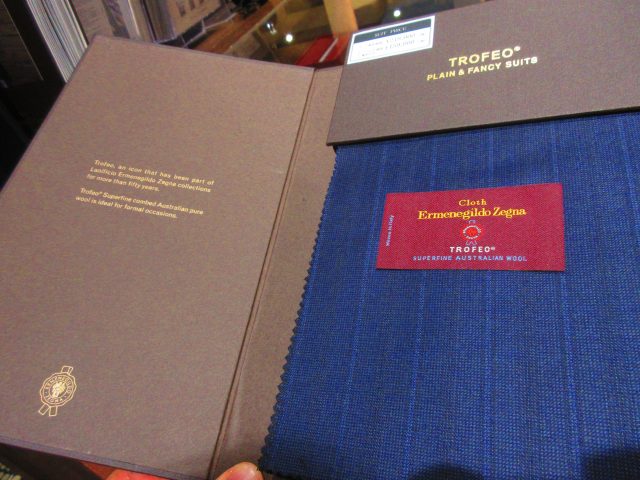 Trofeo, an icon that has been part of
Lanificio Ermenegildo Zegna collections
for more than fifty years.
Trofeo® Superfine combed Australian pure
wool is ideal for formal occasions.
SUIT PRICE
TROFEO®
PLAIN & FANCY SUITS
Cloth
Ermenegildo Zegna
TROFEO®
SUPERFINE AUSTRALIAN WOOL